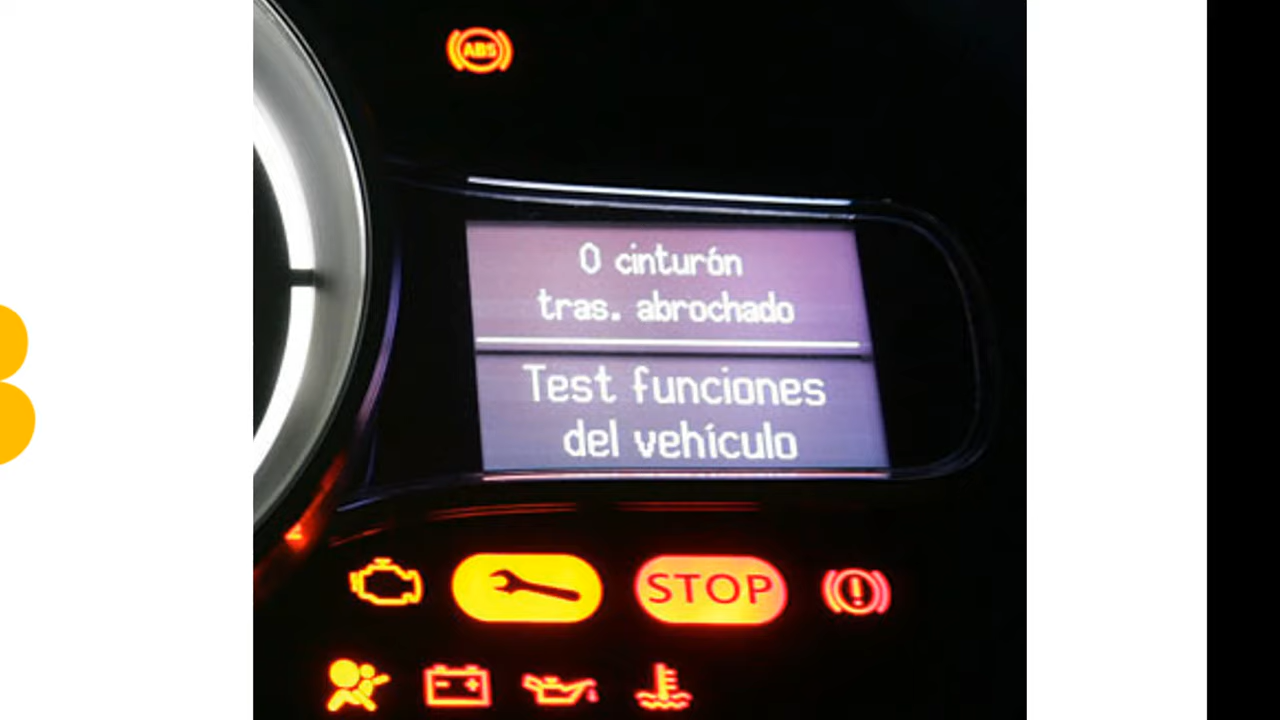 ABS
0 cinturón
tras. abrochado
Test funciones
del vehículo
STOP